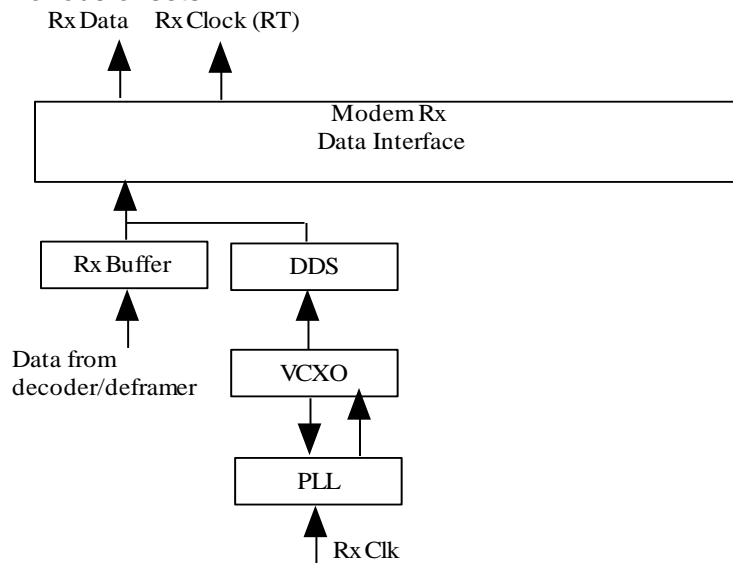 Rx Data Rx Clock (RT)
Modem Rx
Data Interface
Rx Buffer
DDS
Data from
decoder/deframer
VCXO
PLL
Rx Clk